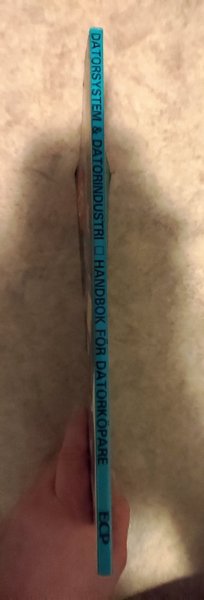 DATORSYSTEM & DATORINDUSTRI □ HANDBOK FÖR DATORKÖPARE
ECP